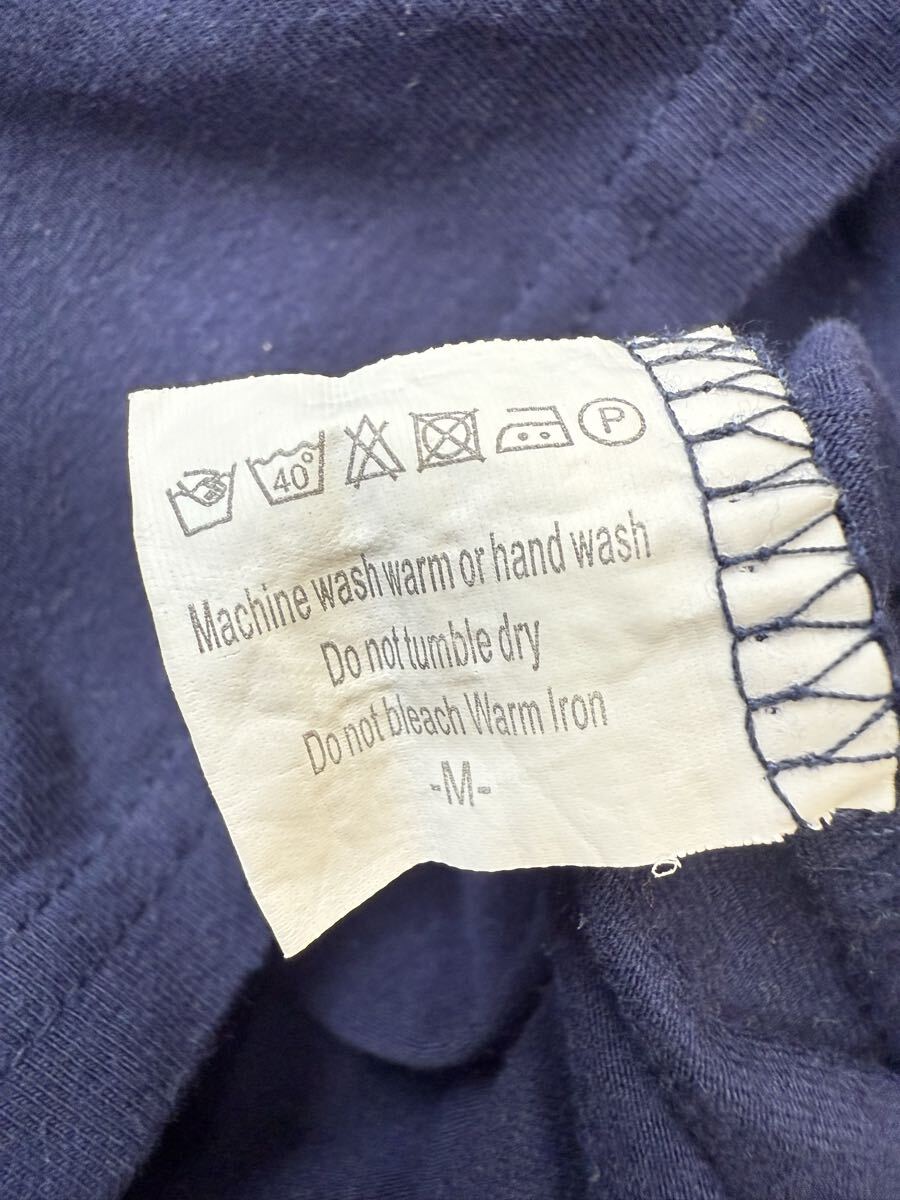 40° P
Machine wash warm or hand wash
Do not tumble dry
Do not bleach Warm Iron
-M-